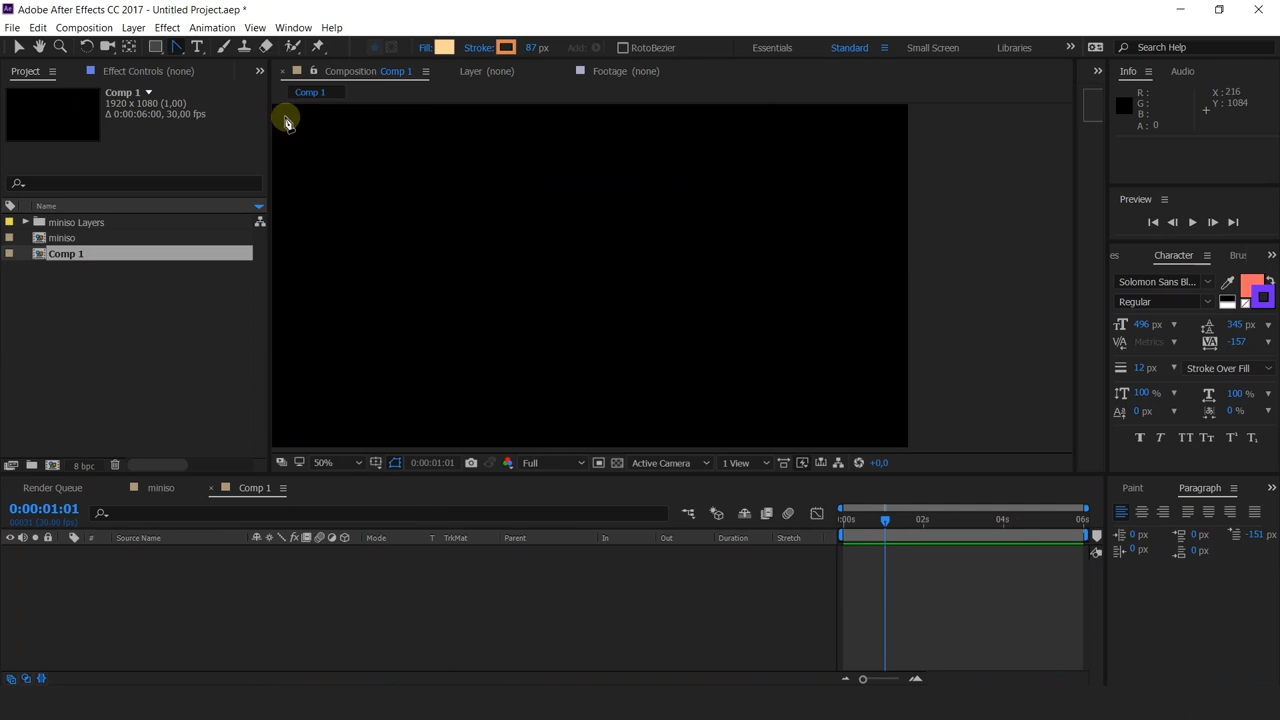 Adobe After Effects CC 2017 - Untitled Project.aep *
File Edit Composition Layer Effect Animation View Window Help
Fill: Stroke: 87 px Add: RotoBezier Essentials Standard Small Screen Libraries Search Help
Project Effect Controls (none) Composition Comp 1 Layer (none) Footage (none) Info Audio
Comp 1
Comp 1
1920 x 1080 (1,00)
Δ 0:00:06:00, 30,00 fps
R:
G:
B:
A: 0
X: 216
Y: 1084
Preview
Name
miniso Layers
miniso
Comp 1
Character Brus
Solomon Sans Bl...
Regular
496 px 345 px
Metrics -157
12 px Stroke Over Fill
100 % 100 %
0 px 0 %
T T TT Tr T¹ T₁
8 bpc
50% 0:00:01:01 Full Active Camera 1 View +0,0
Render Queue miniso Comp 1
Paint Paragraph
0:00:01:01
00031 (30.00 fps)
:00s 02s 04s 06s
# Source Name Mode T TrkMat Parent In Out Duration Stretch
0 px 0 px -151 px
0 px 0 px